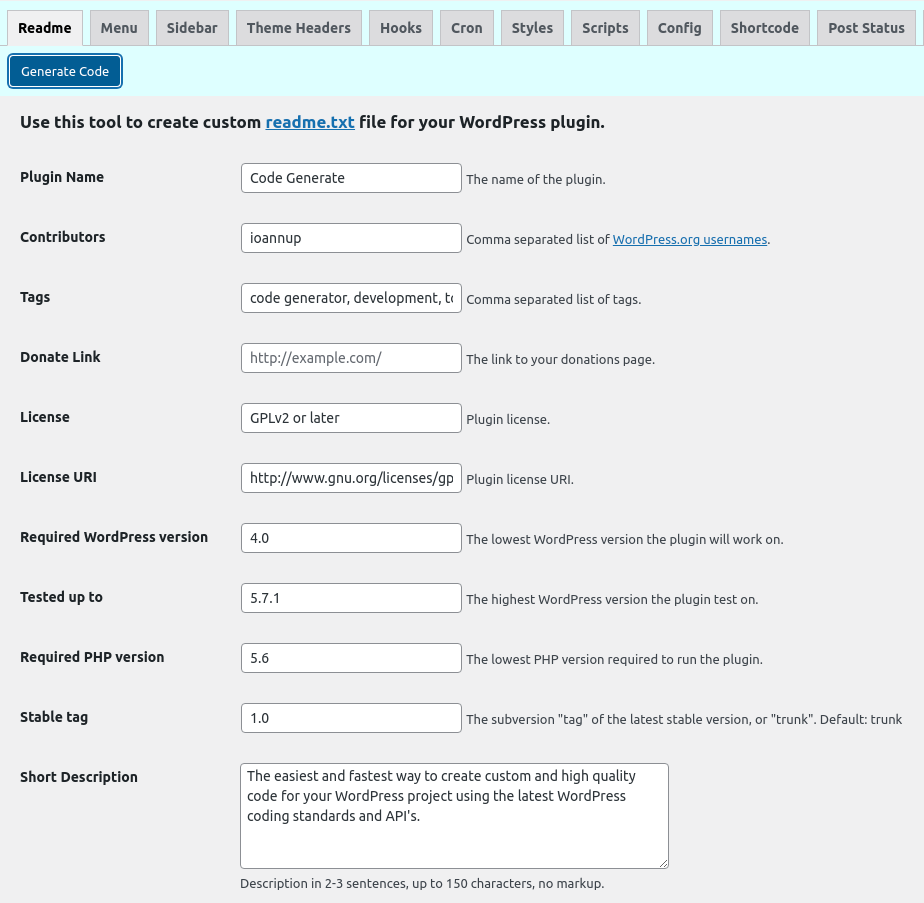 Readme Menu Sidebar Theme Headers Hooks Cron Styles Scripts Config Shortcode Post Status
Generate Code
Use this tool to create custom readme.txt file for your WordPress plugin.
Plugin Name Code Generate The name of the plugin.
Contributors ioannup Comma separated list of WordPress.org usernames.
Tags code generator, development, Comma separated list of tags.
Donate Link http://example.com/ The link to your donations page.
License GPLv2 or later Plugin license.
License URI http://www.gnu.org/licenses/gp Plugin license URI.
Required WordPress version 4.0 The lowest WordPress version the plugin will work on.
Tested up to 5.7.1 The highest WordPress version the plugin test on.
Required PHP version 5.6 The lowest PHP version required to run the plugin.
Stable tag 1.0 The subversion "tag" of the latest stable version, or "trunk". Default: trunk
Short Description The easiest and fastest way to create custom and high quality
code for your WordPress project using the latest WordPress
coding standards and API's.
Description in 2-3 sentences, up to 150 characters, no markup.